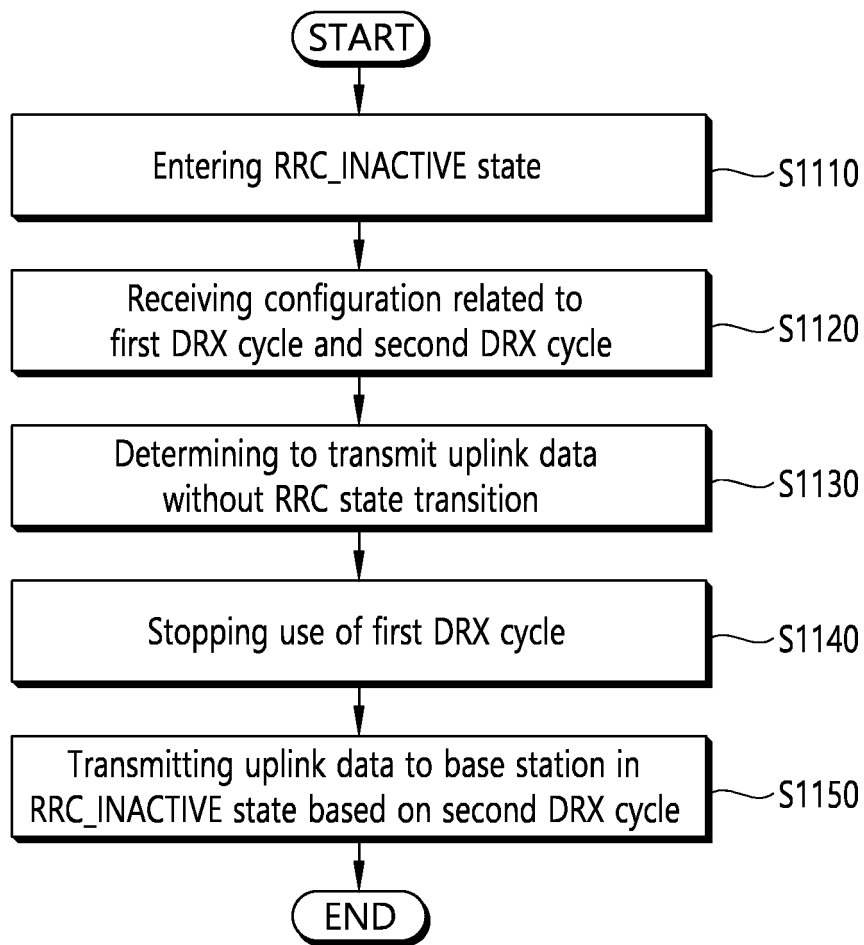 START
Entering RRC_INACTIVE state
S1110
Receiving configuration related to
first DRX cycle and second DRX cycle
S1120
Determining to transmit uplink data
without RRC state transition
S1130
Stopping use of first DRX cycle
S1140
Transmitting uplink data to base station in
RRC_INACTIVE state based on second DRX cycle
S1150
END